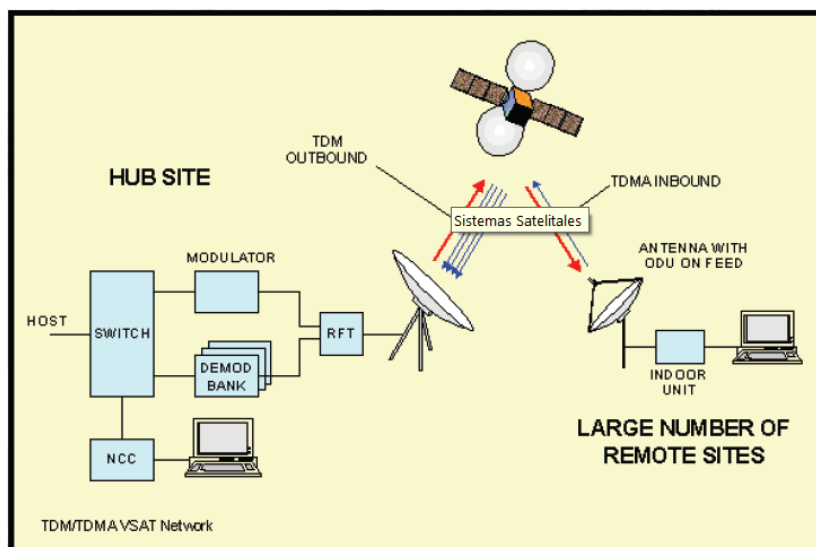 TDM
OUTBOUND
HUB SITE
TDMA INBOUND
Sistemas Satelitales
ANTENNA WITH
ODU ON FEED
MODULATOR
HOST
SWITCH
RFT
DEMOD
BANK
INDOOR
UNIT
LARGE NUMBER OF
REMOTE SITES
NCC
TDM/TDMA VSAT Network